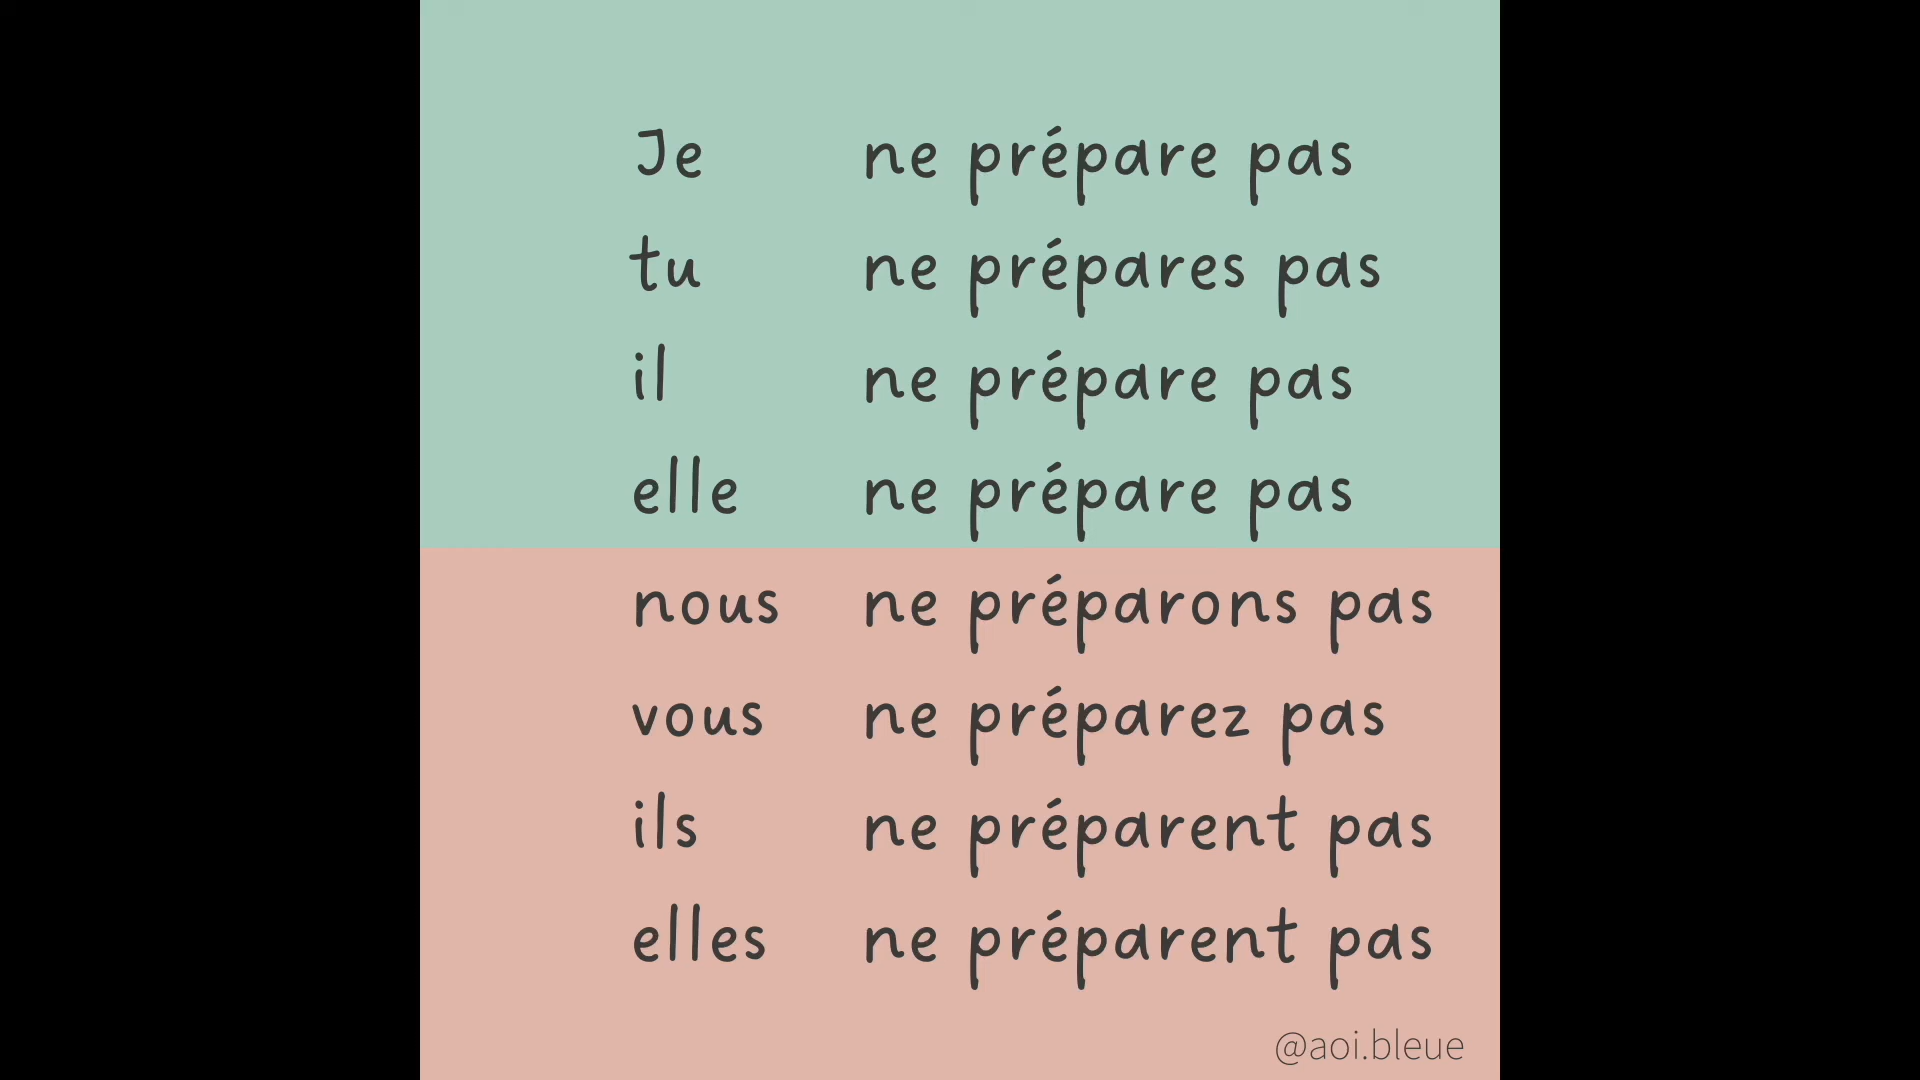 Je ne prépare pas
tu ne prépares pas
il ne prépare pas
elle ne prépare pas
nous ne préparons pas
vous ne préparez pas
ils ne préparent pas
elles ne préparent pas
@aoi.bleue